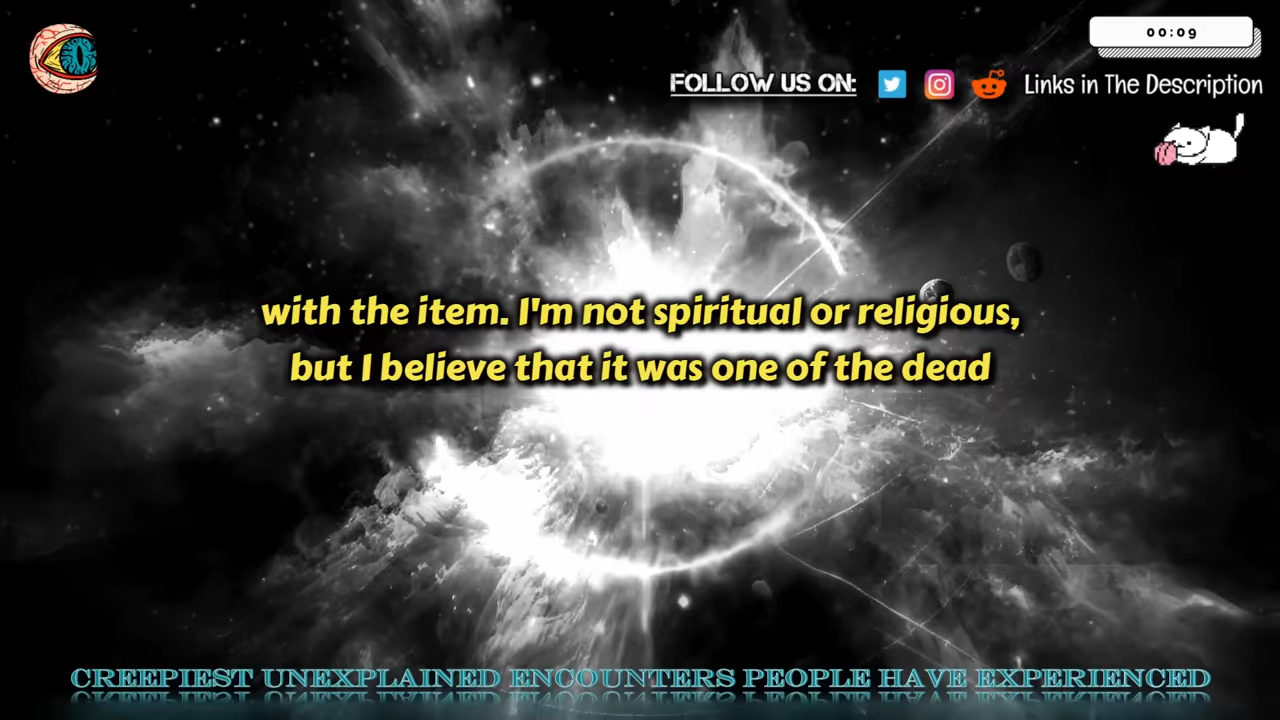 00:09
FOLLOW US ON: Links in The Description
with the item. I'm not spiritual or religious,
but I believe that it was one of the dead
CREEPIEST UNEXPLAINED ENCOUNTERS PEOPLE HAVE EXPERIENCED